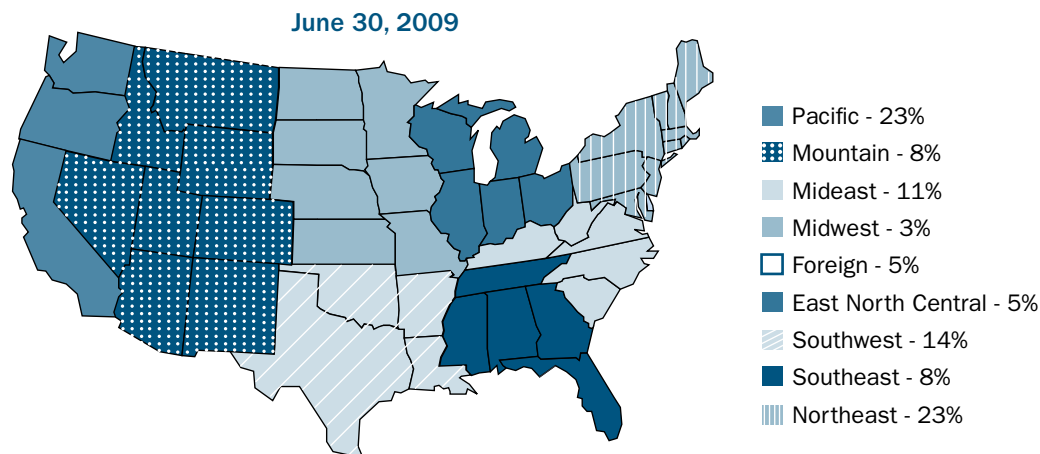 June 30, 2009
Pacific - 23%
Mountain - 8%
Mideast - 11%
Midwest - 3%
Foreign - 5%
East North Central - 5%
Southwest - 14%
Southeast - 8%
Northeast - 23%